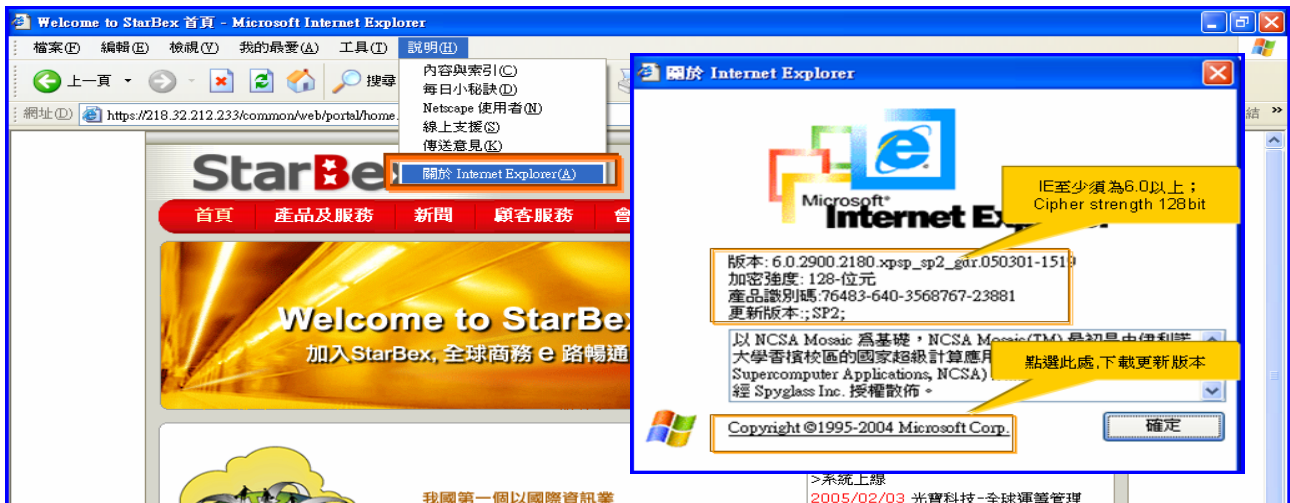 Welcome to StarBex 首頁 - Microsoft Internet Explorer
檔案(F) 編輯(E) 檢視(V) 我的最愛(A) 工具(T) 說明(H)
上一頁 搜尋
網址(D) https://218.32.212.233/common/web/portal/home.
結 »
內容與索引(C)
每日小秘訣(D)
Netscape 使用者(N)
線上支援(S)
傳送意見(K)
關於 Internet Explorer(A)
StarBe
首頁 產品及服務 新聞 顧客服務 會
Welcome to StarBe
加入StarBex, 全球商務 e 路暢通
我國第一個以國際資訊業
關於 Internet Explorer
Microsoft
Internet Ex
IE至少須為6.0以上；
Cipher strength 128bit
版本: 6.0.2900.2180.xpsp_sp2_gdr.050301-1519
加密強度: 128-位元
產品識別碼:76483-640-3568767-23881
更新版本:; SP2;
以 NCSA Mosaic 為基礎，NCSA Mosaic(TM) 最初是由伊利諾
大學香檳校區的國家超級計算應用
Supercomputer Applications, NCSA)
經 Spyglass Inc. 授權散佈。
點選此處,下載更新版本
Copyright ©1995-2004 Microsoft Corp.
確定
>系統上線
2005/02/03 光寶科技-全球運籌管理